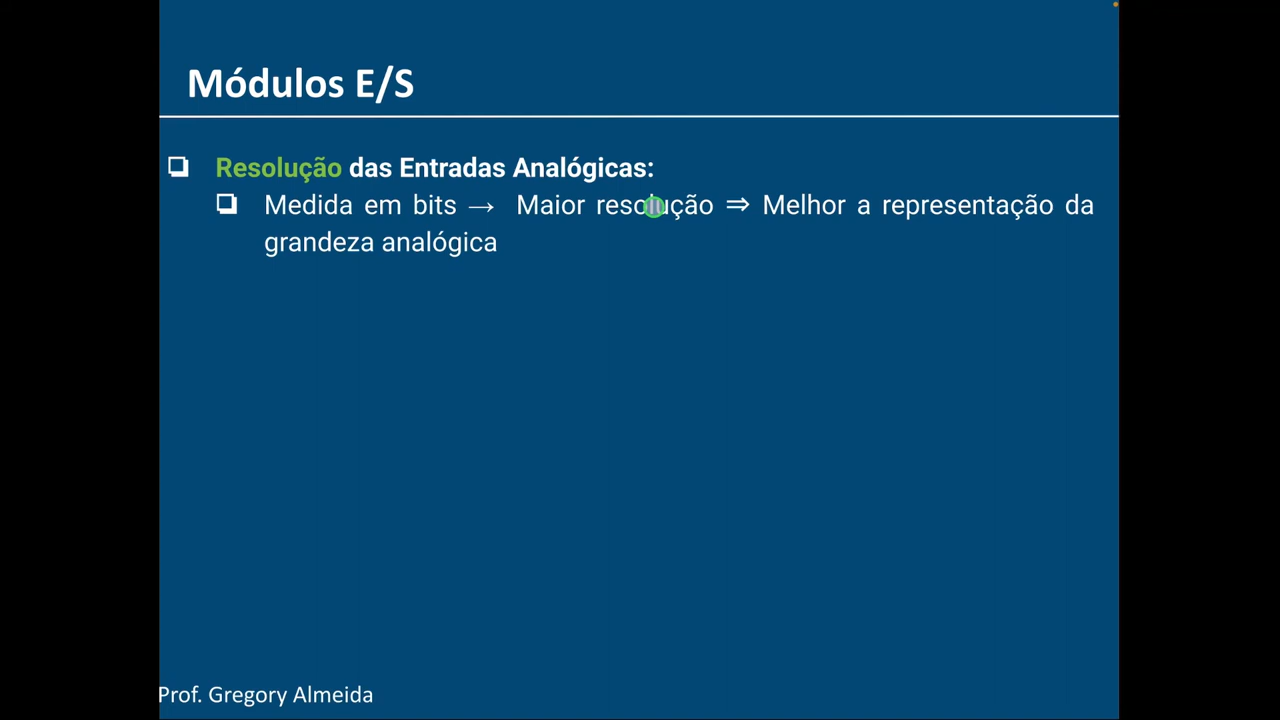 Módulos E/S
Resolução das Entradas Analógicas:
Medida em bits → Maior resolução ⇒ Melhor a representação da
grandeza analógica
Prof. Gregory Almeida